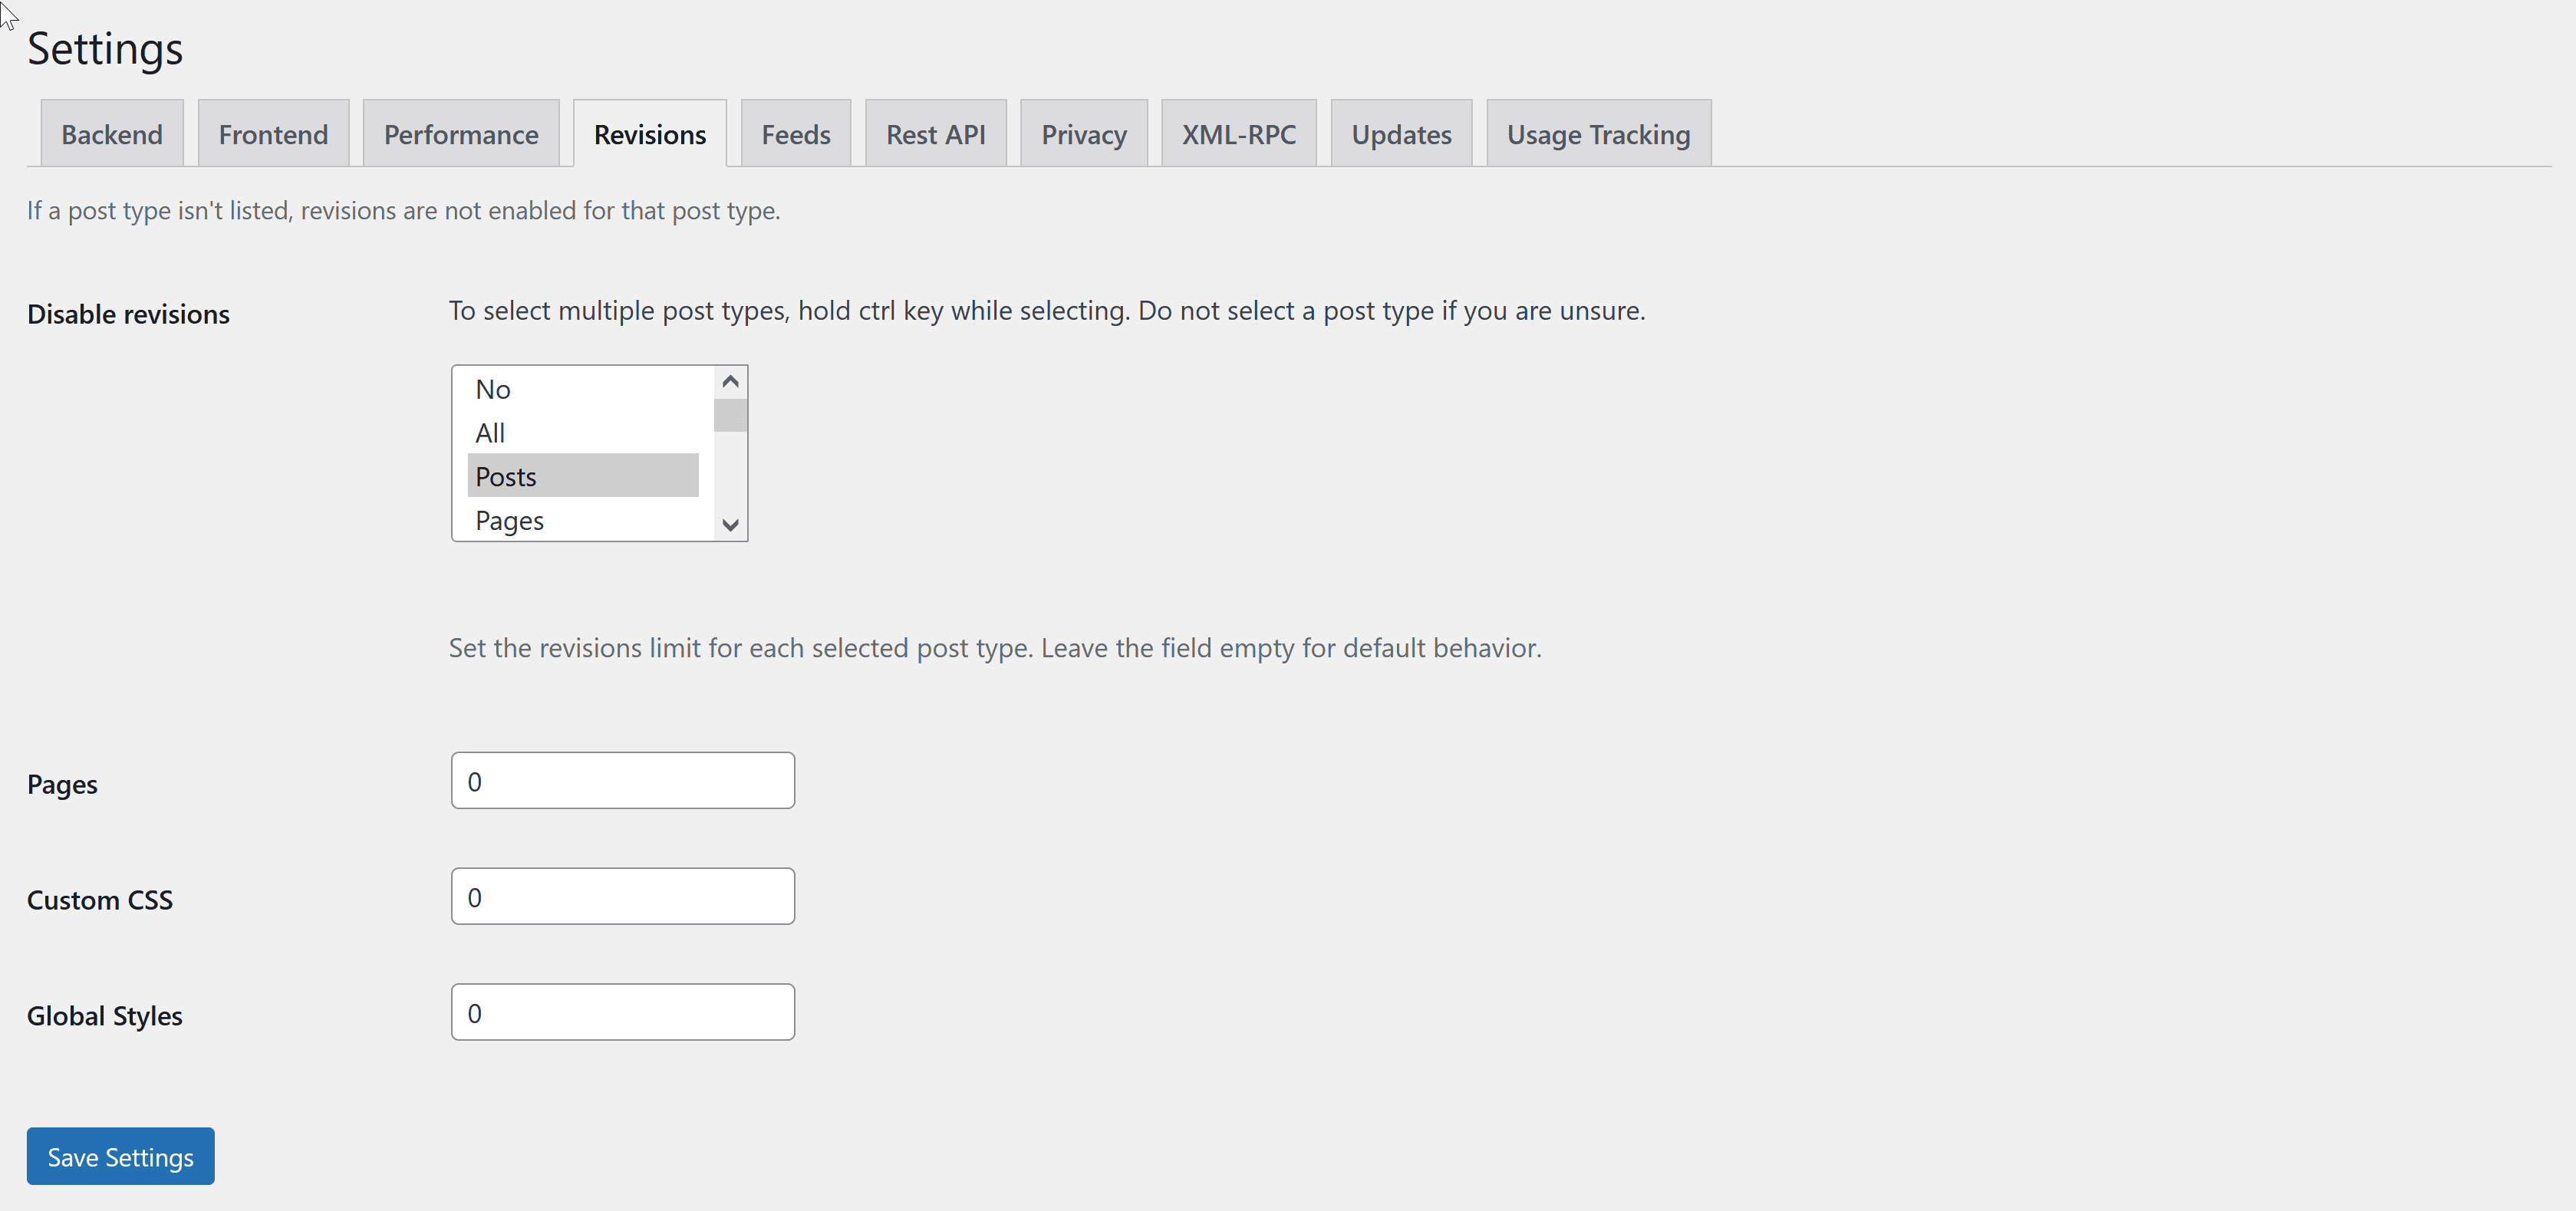 Settings
Backend Frontend Performance Revisions Feeds Rest API Privacy XML-RPC Updates Usage Tracking
If a post type isn't listed, revisions are not enabled for that post type.
Disable revisions
To select multiple post types, hold ctrl key while selecting. Do not select a post type if you are unsure.
No
All
Posts
Pages
Set the revisions limit for each selected post type. Leave the field empty for default behavior.
Pages 0
Custom CSS 0
Global Styles 0
Save Settings